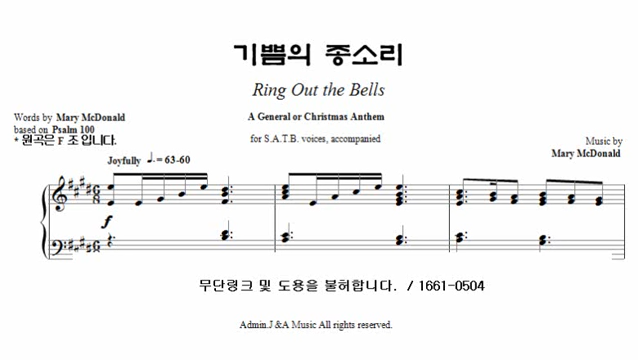 기쁨의 종소리
Ring Out the Bells
Words by Mary McDonald
based on Psalm 100
* 원곡은 F 조 입니다.
A General or Christmas Anthem
for S.A.T.B. voices, accompanied
Music by
Mary McDonald
Joyfully ♩. = 63-60
f
무단링크 및 도용을 불허합니다. / 1661-0504
Admin.J &A Music All rights reserved.